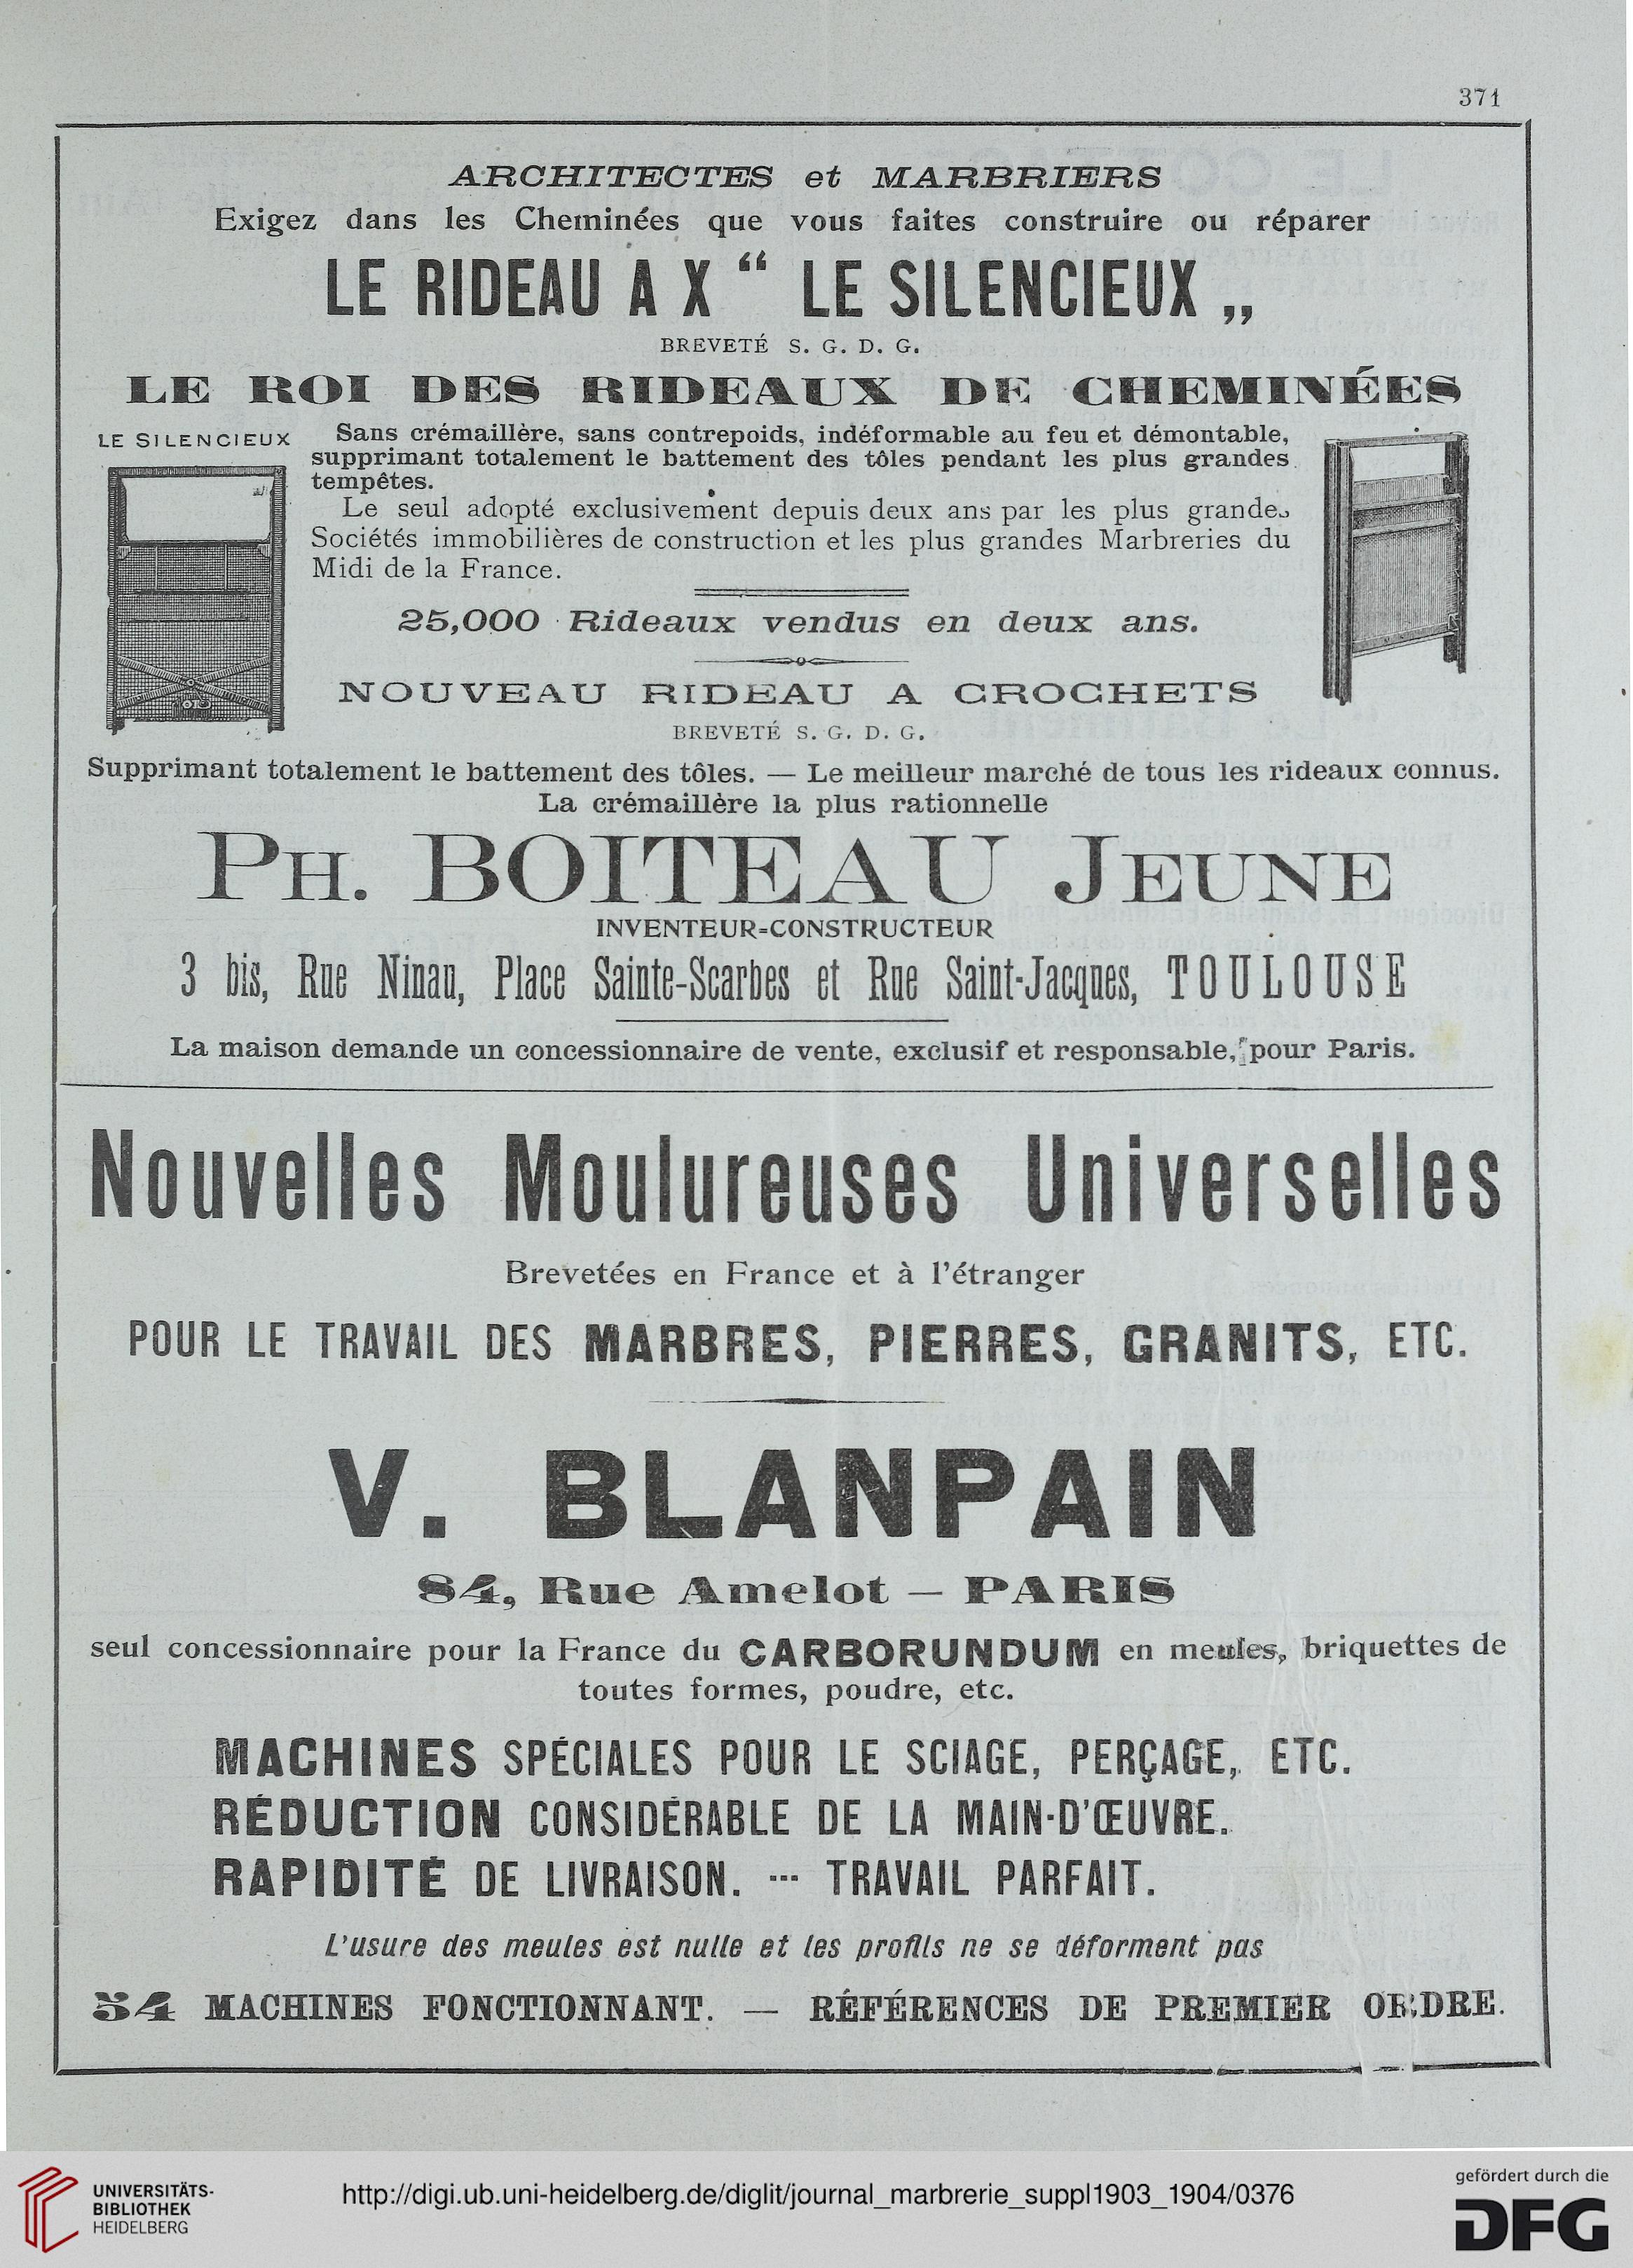 371
ARCHITECTES et MARBRIERS
Exigez dans les Cheminées que vous faites construire ou réparer
LE RIDEAU A X “ LE SILENCIEUX „
BREVETÉ S. G. D. G.
LE ROI DES RIDEAUX DE CHEMINÉES
LE SILENCIEUX
Sans crémaillère, sans contrepoids, indéformable au feu et démontable,
supprimant totalement le battement des tôles pendant les plus grandes
tempêtes.
Le seul adopté exclusivement depuis deux ans par les plus grandes
Sociétés immobilières de construction et les plus grandes Marbreries du
Midi de la France.
25,000 Rideaux vendus en deux ans.
NOUVEAU RIDEAU A CROCHETS
BREVETÉ S. G. D. G.
Supprimant totalement le battement des tôles. — Le meilleur marché de tous les rideaux connus.
La crémaillère la plus rationnelle
PH. BOITEAU JEUNE
INVENTEUR-CONSTRUCTEUR
3 bis, Rue Ninau, Place Sainte-Scarbes et Rue Saint-Jacques, TOULOUSE
La maison demande un concessionnaire de vente, exclusif et responsable, pour Paris.
Nouvelles Moulureuses Universelles
Brevetées en France et à l'étranger
POUR LE TRAVAIL DES MARBRES, PIERRES, GRANITS, ETC.
V. BLANPAIN
84, Rue Amelot — PARIS
seul concessionnaire pour la France du CARBORUNDUM en meules, briquettes de
toutes formes, poudre, etc.
MACHINES SPÉCIALES POUR LE SCIAGE, PERÇAGE, ETC.
RÉDUCTION CONSIDÉRABLE DE LA MAIN-D'ŒUVRE.
RAPIDITÉ DE LIVRAISON. --- TRAVAIL PARFAIT.
L'usure des meules est nulle et les profils ne se déforment pas
54 MACHINES FONCTIONNANT. — RÉFÉRENCES DE PREMIER ORDRE.
UNIVERSITÄTS-
BIBLIOTHEK
HEIDELBERG
http://digi.ub.uni-heidelberg.de/diglit/journal_marbrerie_suppl1903_1904/0376
gefördert durch die
DFG